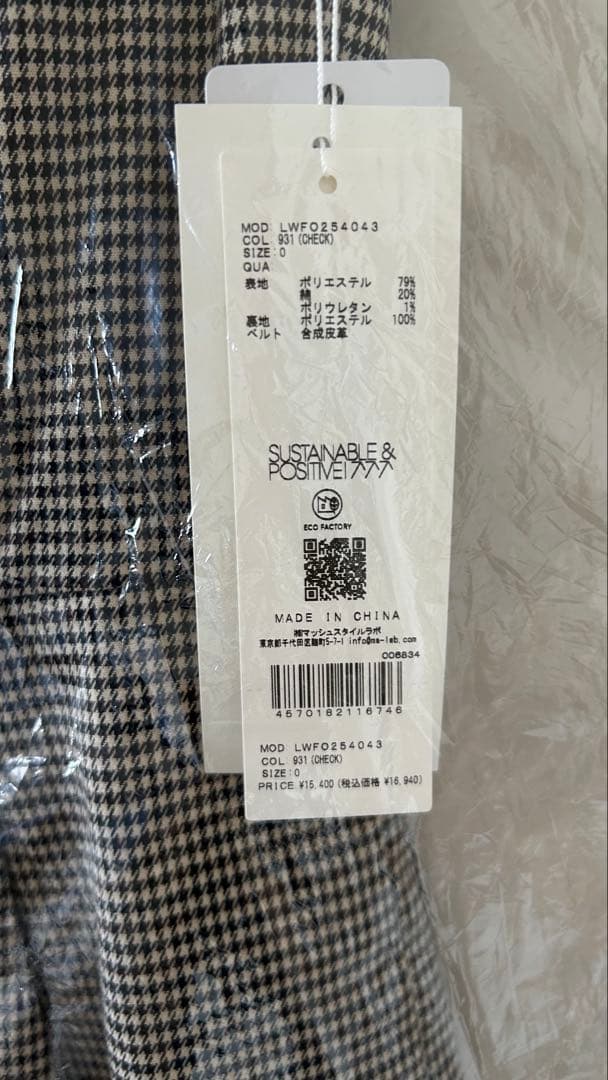 MOD: LWFO254043
COL 931(CHECK)
SIZE:0
QUA
表地 ポリエステル 79%
綿 20%
ポリウレタン 1%
裏地 ポリエステル 100%
ベルト 合成皮革
SUSTAINABLE &
POSITIVE! 777
ECO FACTORY
MADE IN CHINA
㈱マッシュスタイルラボ
東京都千代田区麹町5-7-1 info@ms-lab.com
006834
4570182116746
MOD LWFO254043
COL 931(CHECK)
SIZE:0
PRICE ¥15,400 (税込価格 ¥16,940)